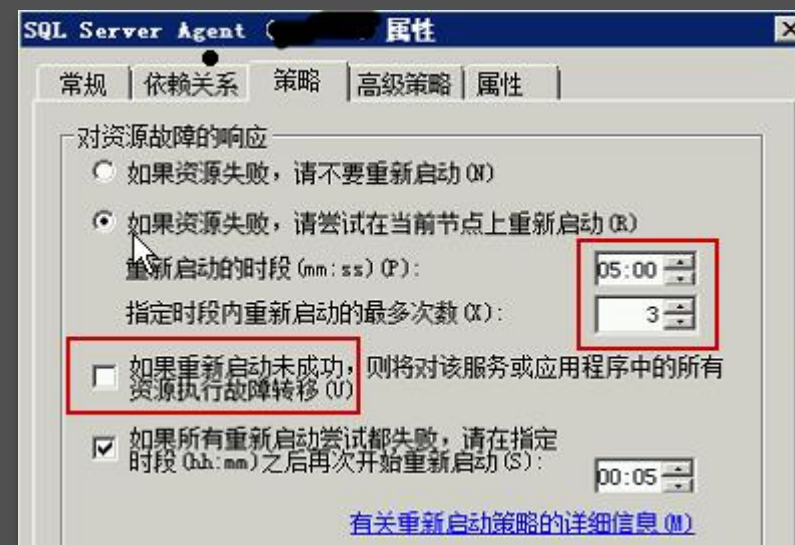 SQL Server Agent ( 属性
常规 依赖关系 策略 高级策略 属性
对资源故障的响应
如果资源失败，请不要重新启动(N)
如果资源失败，请尝试在当前节点上重新启动(R)
重新启动的时段(mm:ss)(P): 05:00
指定时段内重新启动的最多次数(X): 3
如果重新启动未成功，则将对该服务或应用程序中的所有
资源执行故障转移(U)
如果所有重新启动尝试都失败，请在指定
时段(hh:mm)之后再次开始重新启动(S): 00:05
有关重新启动策略的详细信息(M)